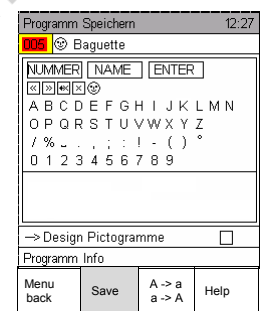 Programm Speichern 12:27
005 Baguette
NUMMER NAME ENTER
« » × 
A B C D E F G H I J K L M N
O P Q R S T U V W X Y Z
/ % . , ; : ! - ( ) °
0 1 2 3 4 5 6 7 8 9
--> Design Pictogramme
Programm Info
Menu back Save A -> a a -> A Help